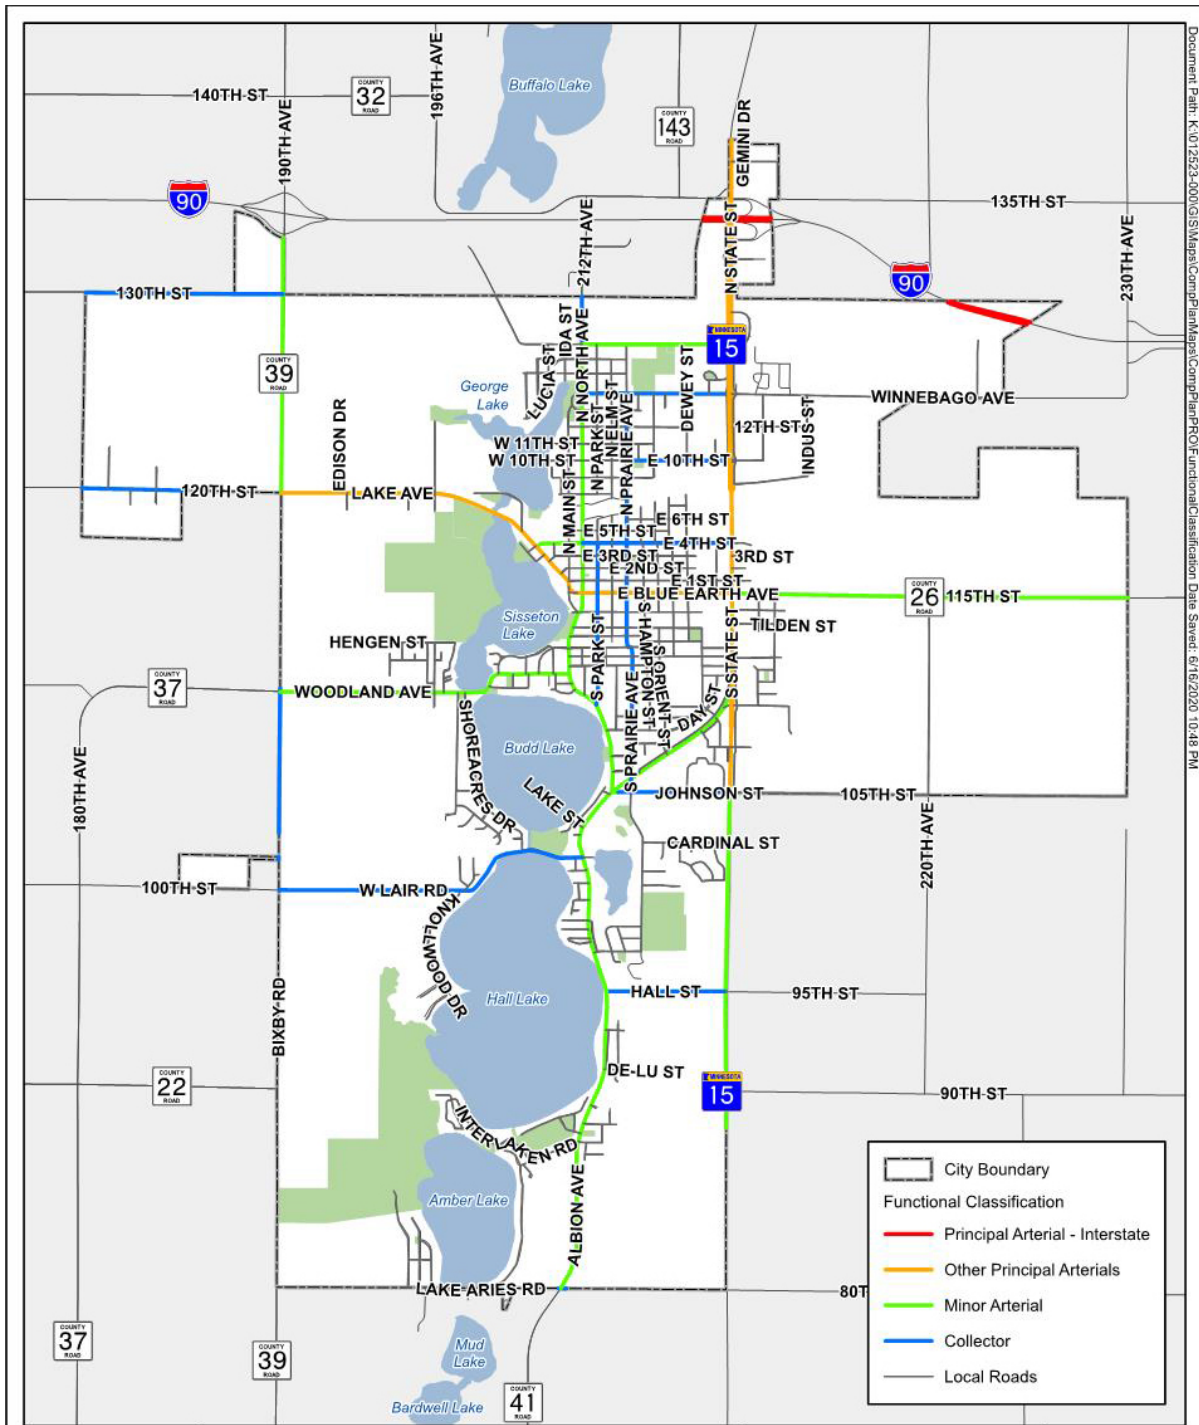 Document Path: K:\012523-000\GIS\Maps\CompPlanMaps\CompPlanPRO\FunctionalClassification Date Saved: 6/16/2020 10:48 PM
Buffalo Lake
196TH AVE
140TH ST
COUNTY 32 ROAD
190TH AVE
COUNTY 143 ROAD
GEMINI DR
90
135TH ST
212TH AVE
N STATE ST
230TH AVE
90
130TH ST
IDA ST
LUCIA ST
N NORTH AVE
MINNESOTA 15
COUNTY 39 ROAD
George Lake
DEWEY ST
WINNEBAGO AVE
EDISON DR
N PARK ST
N ELM ST
N PRAIRIE AVE
12TH ST
INDUS ST
W 11TH ST
W 10TH ST
E 10TH ST
120TH ST
LAKE AVE
N MAIN ST
E 6TH ST
E 5TH ST
E 4TH ST
E 3RD ST
3RD ST
E 2ND ST
E 1ST ST
E BLUE EARTH AVE
COUNTY 26 ROAD
115TH ST
Sisseton Lake
TILDEN ST
HENGEN ST
S PARK ST
S HAMPTON ST
S ORIENT ST
S STATE ST
COUNTY 37 ROAD
WOODLAND AVE
DAY ST
SHOREACRES DR
Budd Lake
S PRAIRIE AVE
180TH AVE
LAKE ST
JOHNSON ST
105TH ST
CARDINAL ST
220TH AVE
100TH ST
W LAIR RD
KNOLLWOOD DR
Hall Lake
HALL ST
95TH ST
BIXBY RD
DE-LU ST
COUNTY 22 ROAD
MINNESOTA 15
90TH ST
INTERLAKEN RD
Amber Lake
ALBION AVE
LAKE ARIES RD
80T
COUNTY 37 ROAD
COUNTY 39 ROAD
Mud Lake
Bardwell Lake
COUNTY 41 ROAD
City Boundary
Functional Classification
Principal Arterial - Interstate
Other Principal Arterials
Minor Arterial
Collector
Local Roads